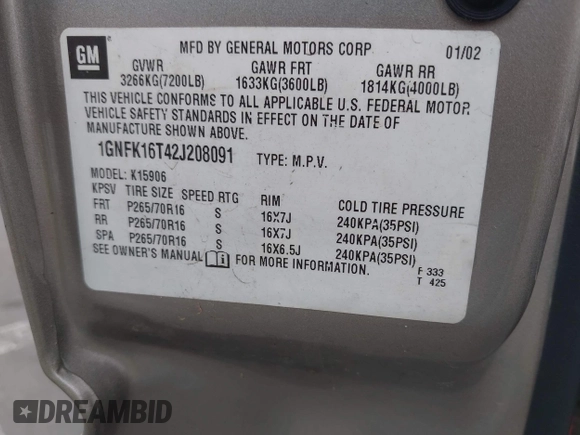 GM
MFD BY GENERAL MOTORS CORP 01/02
GVWR GAWR FRT GAWR RR
3266KG(7200LB) 1633KG(3600LB) 1814KG(4000LB)
THIS VEHICLE CONFORMS TO ALL APPLICABLE U.S. FEDERAL MOTOR
VEHICLE SAFETY STANDARDS IN EFFECT ON THE DATE OF
MANUFACTURE SHOWN ABOVE.
1GNFK16T42J208091 TYPE: M.P.V.
MODEL: K15906
KPSV TIRE SIZE SPEED RTG RIM COLD TIRE PRESSURE
FRT P265/70R16 S 16X7J 240KPA(35PSI)
RR P265/70R16 S 16X7J 240KPA(35PSI)
SPA P265/70R16 S 16X6.5J 240KPA(35PSI)
SEE OWNER'S MANUAL FOR MORE INFORMATION.
F 333
T 425
DREAMBID